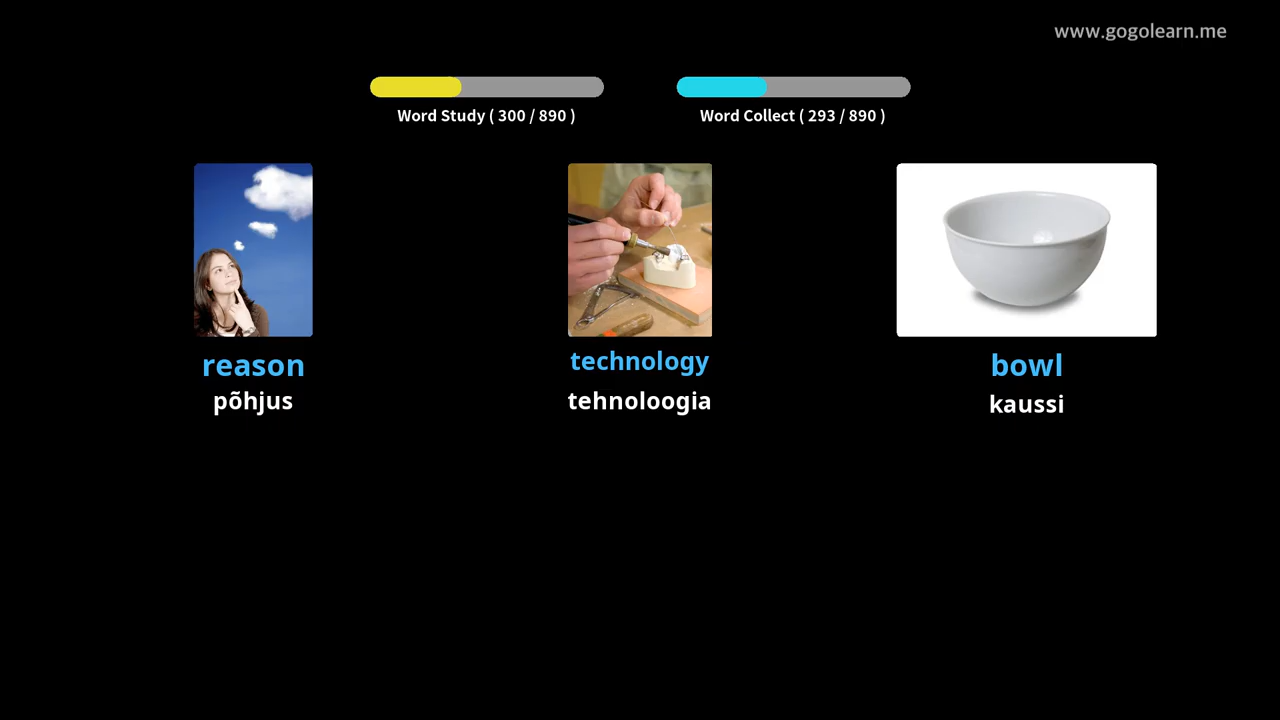 www.gogolearn.me
Word Study ( 300 / 890 )
Word Collect ( 293 / 890 )
reason
põhjus
technology
tehnoloogia
bowl
kaussi